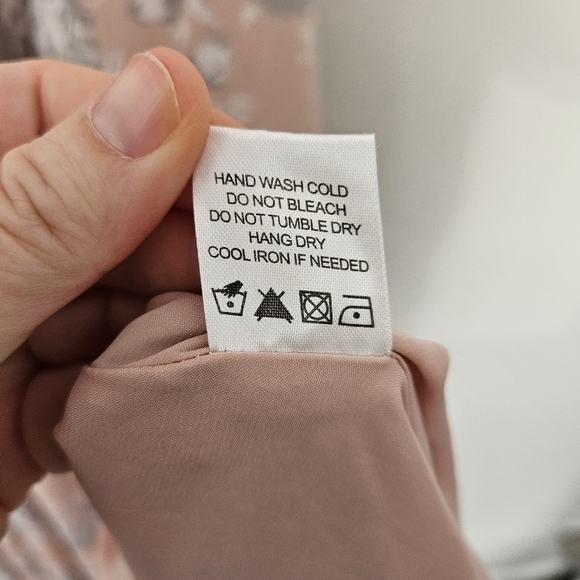 HAND WASH COLD
DO NOT BLEACH
DO NOT TUMBLE DRY
HANG DRY
COOL IRON IF NEEDED